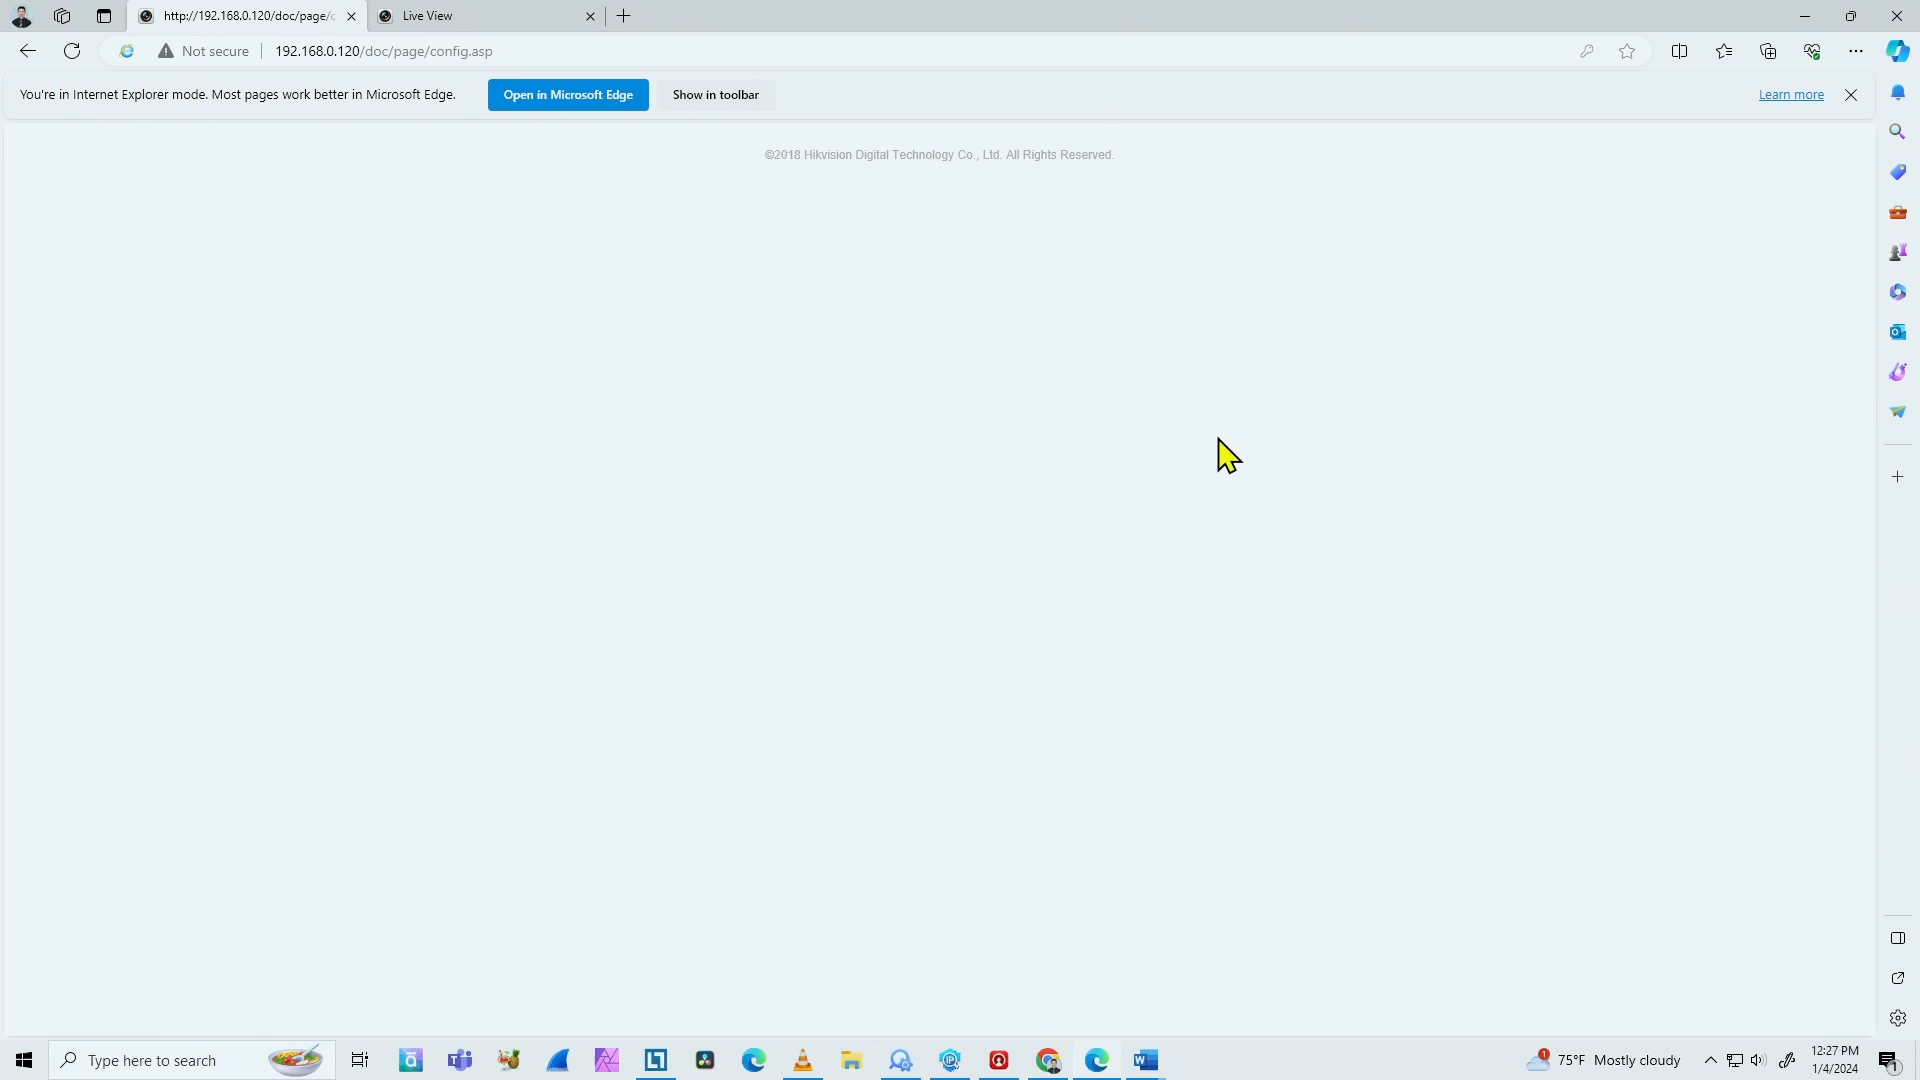 http://192.168.0.120/doc/page/c
Live View
Not secure
192.168.0.120/doc/page/config.asp
You're in Internet Explorer mode. Most pages work better in Microsoft Edge.
Open in Microsoft Edge
Show in toolbar
Learn more
©2018 Hikvision Digital Technology Co., Ltd. All Rights Reserved.
Type here to search
1
75°F Mostly cloudy
12:27 PM
1/4/2024
1